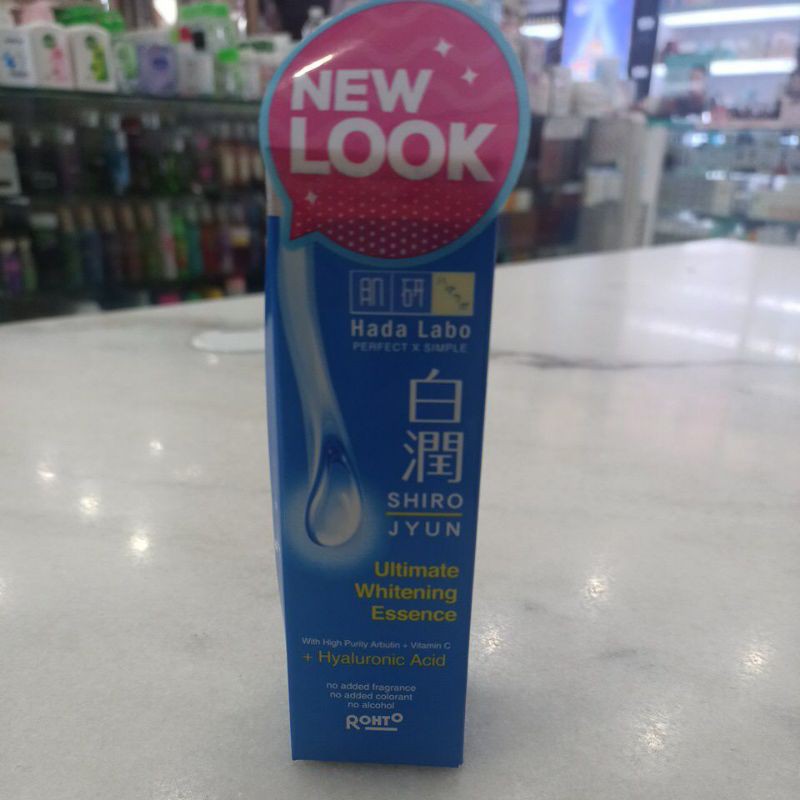 NEW
LOOK
肌 研 nano
Hada Labo
PERFECT X SIMPLE
白
潤
SHIRO
JYUN
Ultimate
Whitening
Essence
With High Purity Arbutin + Vitamin C
+ Hyaluronic Acid
no added fragrance
no added colorant
no alcohol
ROHTO